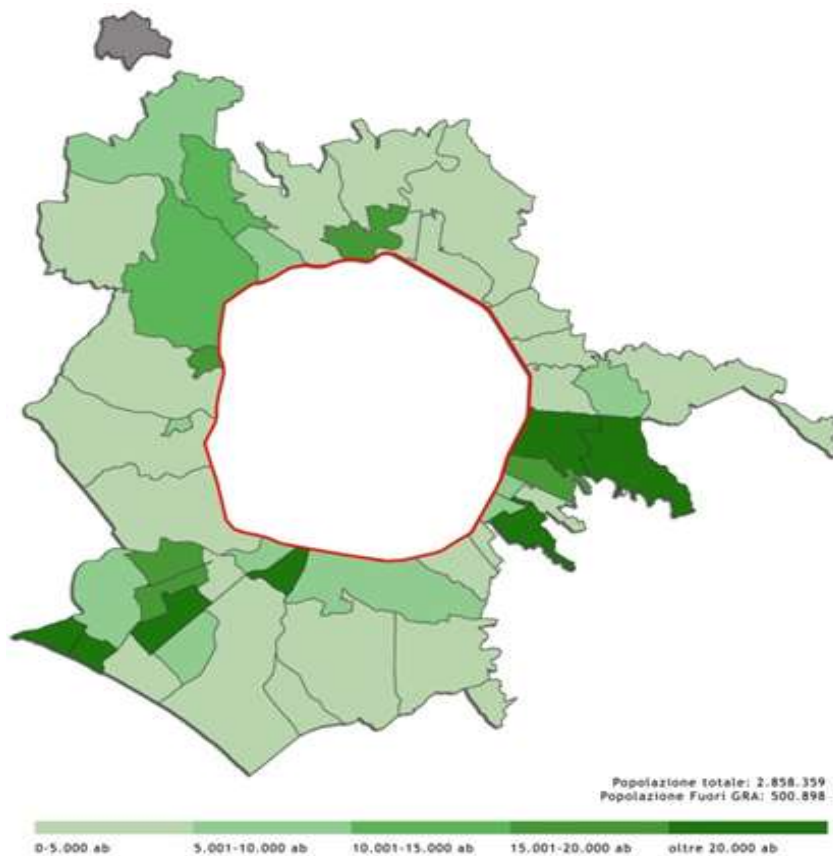 Popolazione totale: 2.858.359
Popolazione Fuori GRA: 500.898
0-5.000 ab 5.001-10.000 ab 10.001-15.000 ab 15.001-20.000 ab oltre 20.000 ab